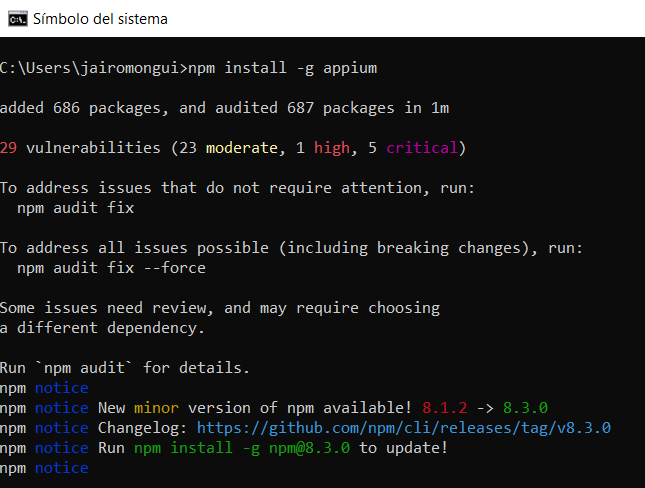 Símbolo del sistema
C:\Users\jairomongui>npm install -g appium
added 686 packages, and audited 687 packages in 1m
29 vulnerabilities (23 moderate, 1 high, 5 critical)
To address issues that do not require attention, run:
  npm audit fix
To address all issues possible (including breaking changes), run:
  npm audit fix --force
Some issues need review, and may require choosing
a different dependency.
Run `npm audit` for details.
npm notice
npm notice New minor version of npm available! 8.1.2 -> 8.3.0
npm notice Changelog: https://github.com/npm/cli/releases/tag/v8.3.0
npm notice Run npm install -g npm@8.3.0 to update!
npm notice